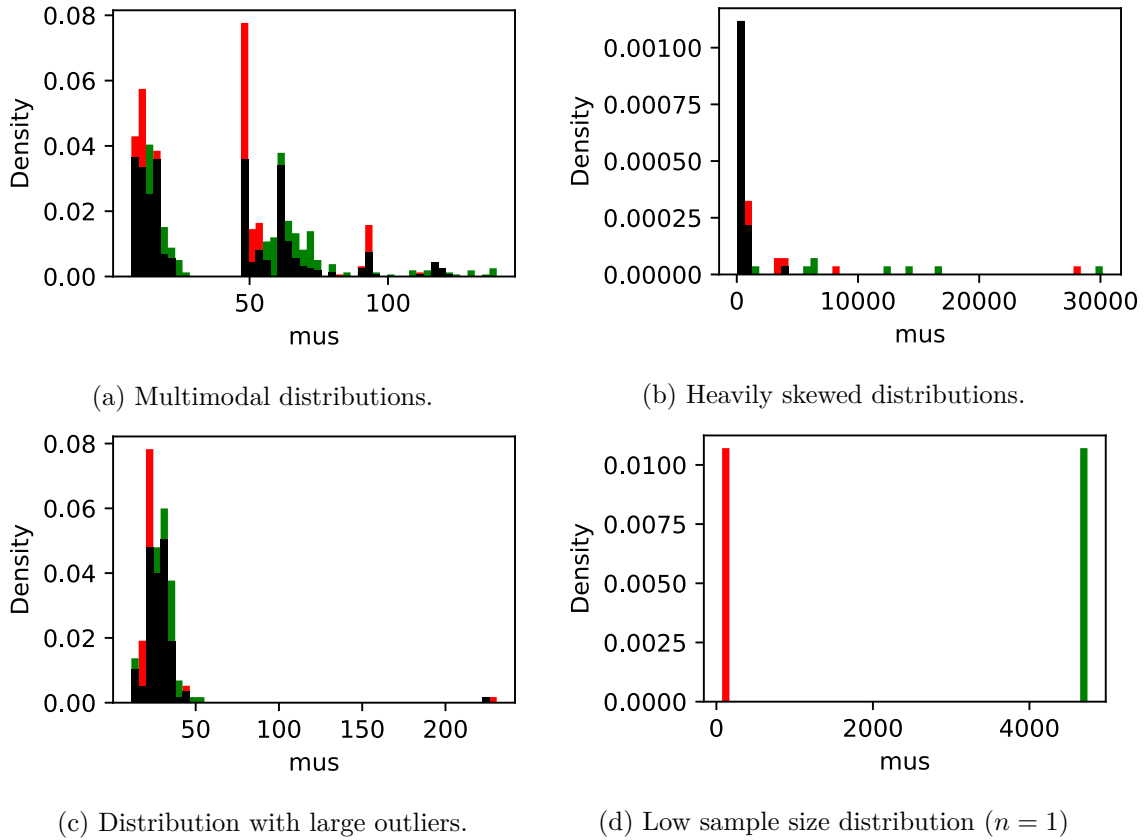 0.08
0.06
0.04
0.02
0.00
Density
50
100
mus
(a) Multimodal distributions.
0.00100
0.00075
0.00050
0.00025
0.00000
Density
0
10000
20000
30000
mus
(b) Heavily skewed distributions.
0.08
0.06
0.04
0.02
0.00
Density
50
100
150
200
mus
(c) Distribution with large outliers.
0.0100
0.0075
0.0050
0.0025
0.0000
Density
0
2000
4000
mus
(d) Low sample size distribution (n = 1)